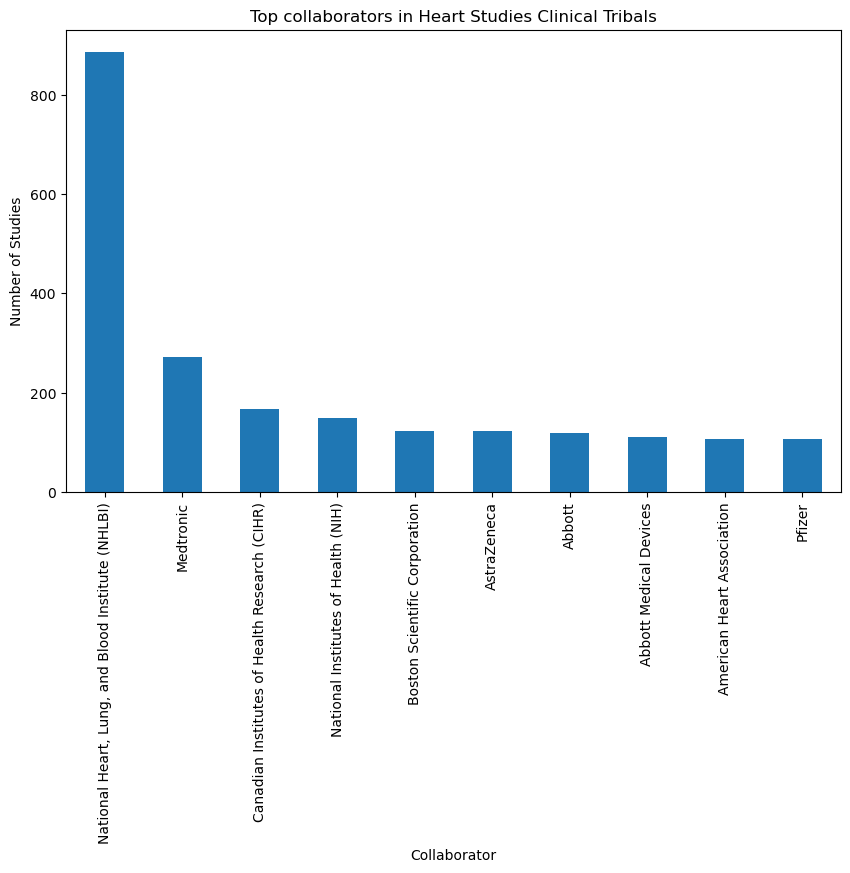 Top collaborators in Heart Studies Clinical Tribals
Number of Studies
800
600
400
200
0
National Heart, Lung, and Blood Institute (NHLBI)
Medtronic
Canadian Institutes of Health Research (CIHR)
National Institutes of Health (NIH)
Boston Scientific Corporation
AstraZeneca
Abbott
Abbott Medical Devices
American Heart Association
Pfizer
Collaborator